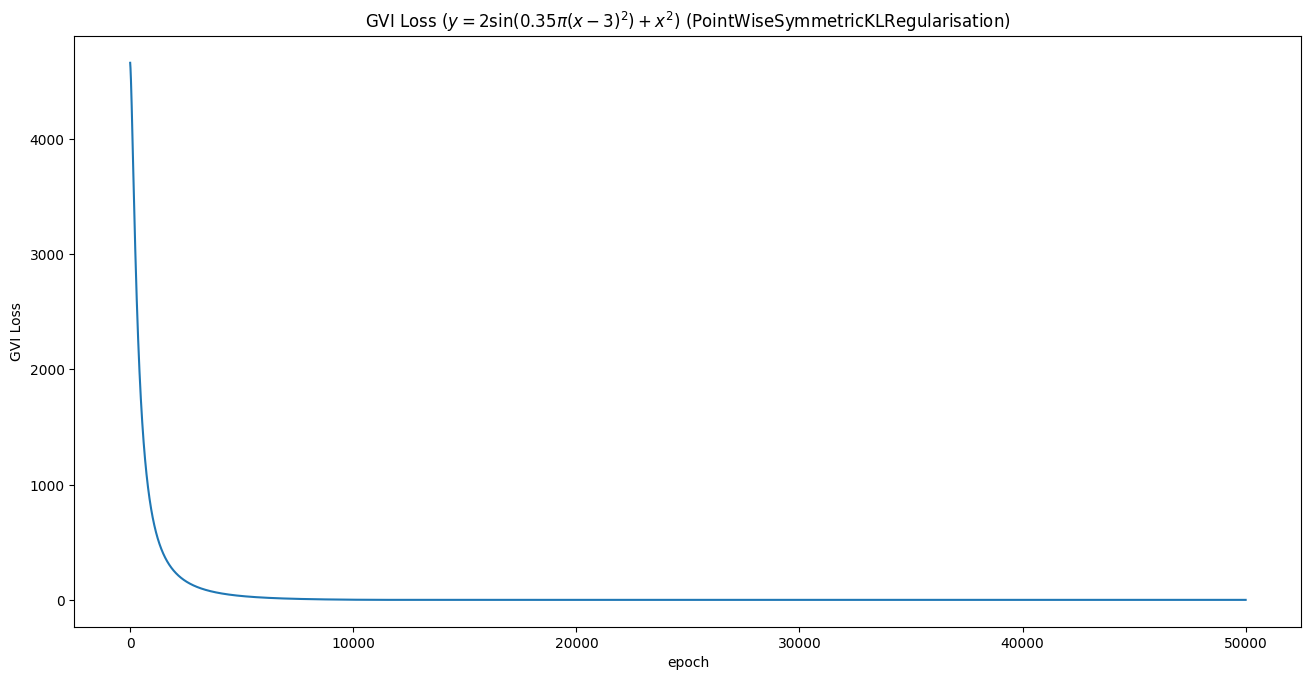 GVI Loss (y = 2sin(0.35π(x − 3)²) + x²) (PointWiseSymmetricKLRegularisation)
4000
3000
2000
1000
0
GVI Loss
0 10000 20000 30000 40000 50000
epoch